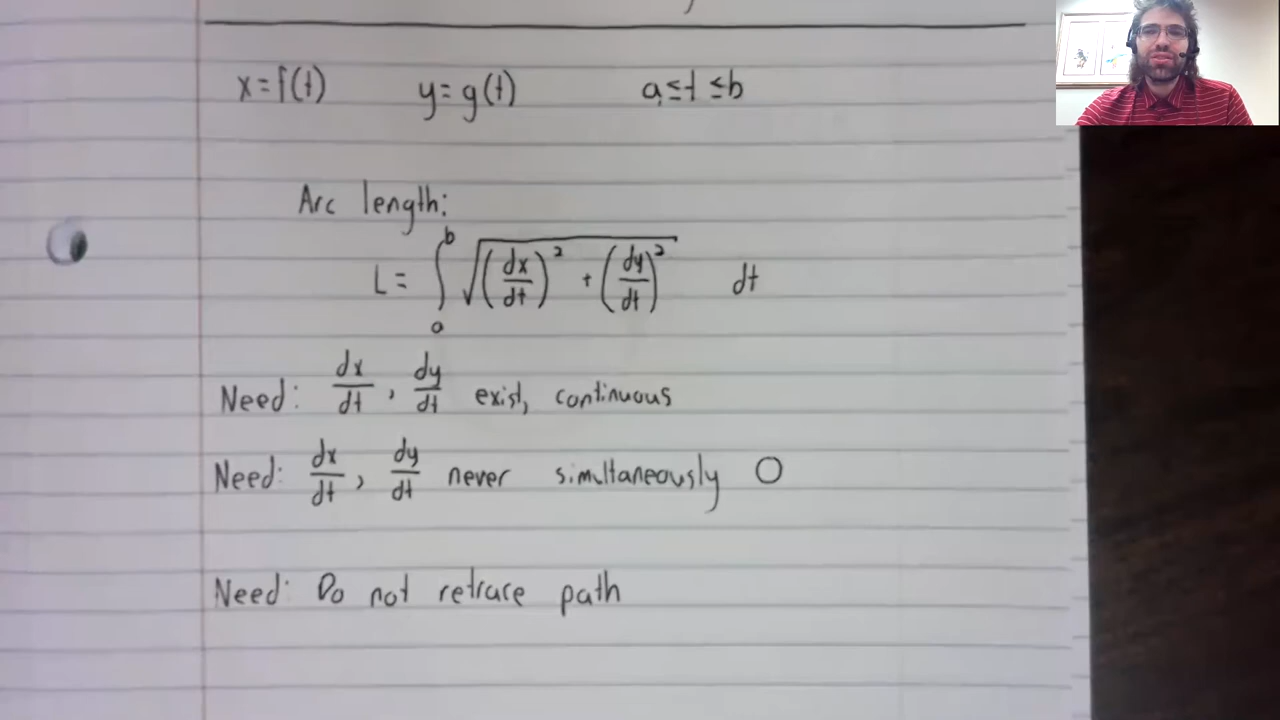 x=f(t) y=g(t) a≤t≤b
Arc length:
L= ∫_a^b √((dx/dt)² + (dy/dt)²) dt
Need: dx/dt, dy/dt exist, continuous
Need: dx/dt, dy/dt never simultaneously 0
Need: Do not retrace path